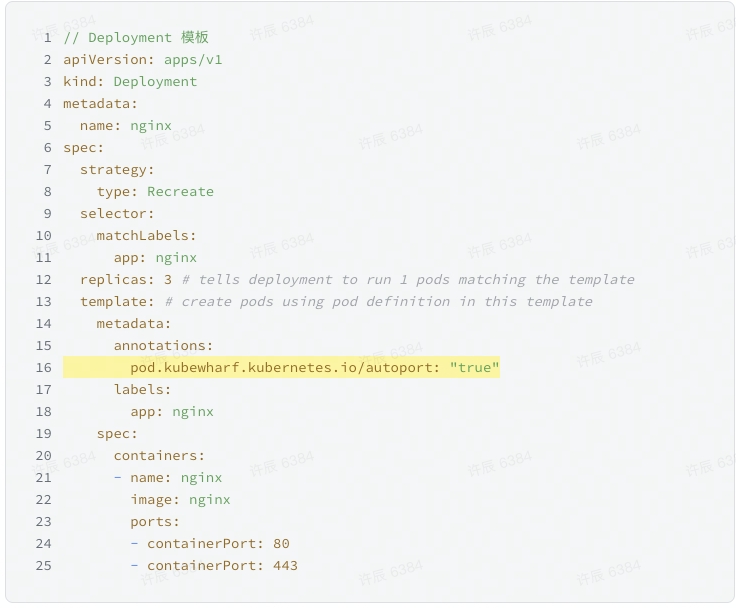 1 // Deployment 模板
2 apiVersion: apps/v1
3 kind: Deployment
4 metadata:
5   name: nginx
6 spec:
7   strategy:
8     type: Recreate
9   selector:
10     matchLabels:
11       app: nginx
12   replicas: 3 # tells deployment to run 1 pods matching the template
13   template: # create pods using pod definition in this template
14     metadata:
15       annotations:
16         pod.kubewharf.kubernetes.io/autoport: "true"
17       labels:
18         app: nginx
19     spec:
20       containers:
21       - name: nginx
22         image: nginx
23         ports:
24         - containerPort: 80
25         - containerPort: 443
许辰 6384